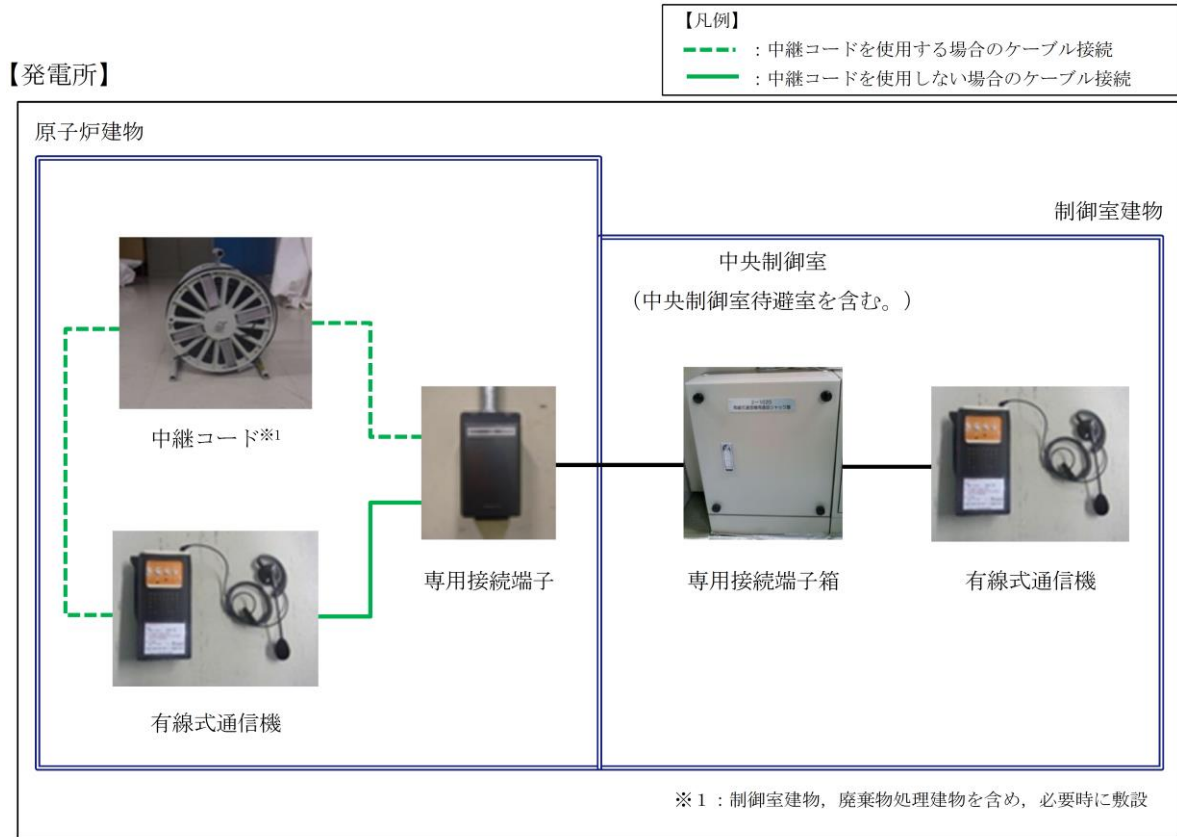 【凡例】
：中継コードを使用する場合のケーブル接続
：中継コードを使用しない場合のケーブル接続
【発電所】
原子炉建物
制御室建物
中央制御室
（中央制御室待避室を含む。）
中継コード※1
専用接続端子
専用接続端子箱
有線式通信機
有線式通信機
※1：制御室建物，廃棄物処理建物を含め，必要時に敷設